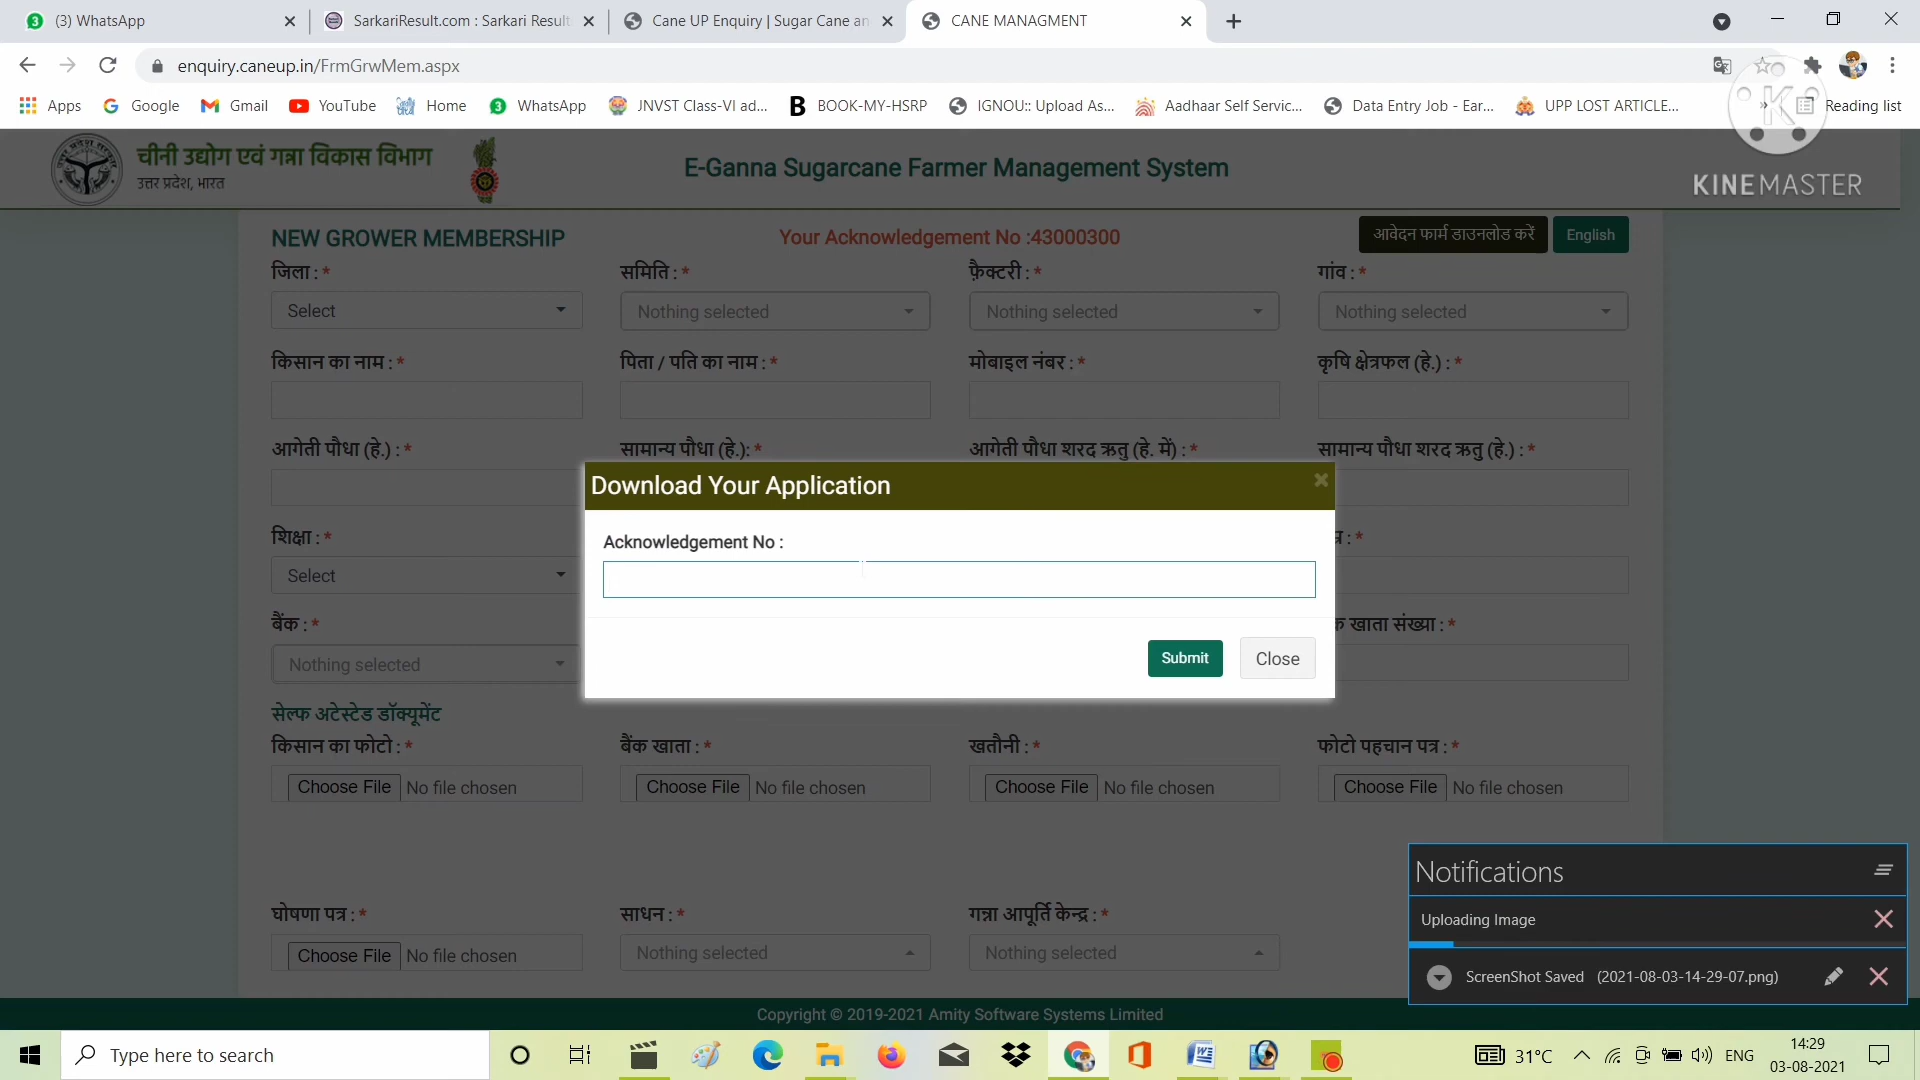 (3) WhatsApp
SarkariResult.com : Sarkari Result
Cane UP Enquiry | Sugar Cane an
CANE MANAGMENT
enquiry.caneup.in/FrmGrwMem.aspx
Apps
Google
Gmail
YouTube
Home
WhatsApp
JNVST Class-VI ad...
BOOK-MY-HSRP
IGNOU:: Upload As...
Aadhaar Self Servic...
Data Entry Job - Ear...
UPP LOST ARTICLE...
Reading list
K
KINEMASTER
चीनी उद्योग एवं गन्ना विकास विभाग
उत्तर प्रदेश, भारत
E-Ganna Sugarcane Farmer Management System
NEW GROWER MEMBERSHIP
Your Acknowledgement No :43000300
आवेदन फार्म डाउनलोड करें
English
जिला : *
समिति : *
फ़ैक्टरी : *
गांव : *
Select
Nothing selected
Nothing selected
Nothing selected
किसान का नाम : *
पिता / पति का नाम : *
मोबाइल नंबर : *
कृषि क्षेत्रफल (हे.) : *
आगेती पौधा (हे.) : *
सामान्य पौधा (हे.): *
आगेती पौधा शरद ऋतु (हे. में) : *
सामान्य पौधा शरद ऋतु (हे.) : *
Download Your Application
Acknowledgement No :
Submit
Close
शिक्षा : *
Select
बैंक : *
खाता संख्या : *
Nothing selected
सेल्फ अटेस्टेड डॉक्यूमेंट
किसान का फोटो : *
बैंक खाता : *
खतौनी : *
फोटो पहचान पत्र : *
Choose File No file chosen
Choose File No file chosen
Choose File No file chosen
Choose File No file chosen
घोषणा पत्र : *
साधन : *
गन्ना आपूर्ति केन्द्र : *
Choose File No file chosen
Nothing selected
Nothing selected
Notifications
Uploading Image
ScreenShot Saved (2021-08-03-14-29-07.png)
Copyright © 2019-2021 Amity Software Systems Limited
Type here to search
31°C
ENG
14:29
03-08-2021